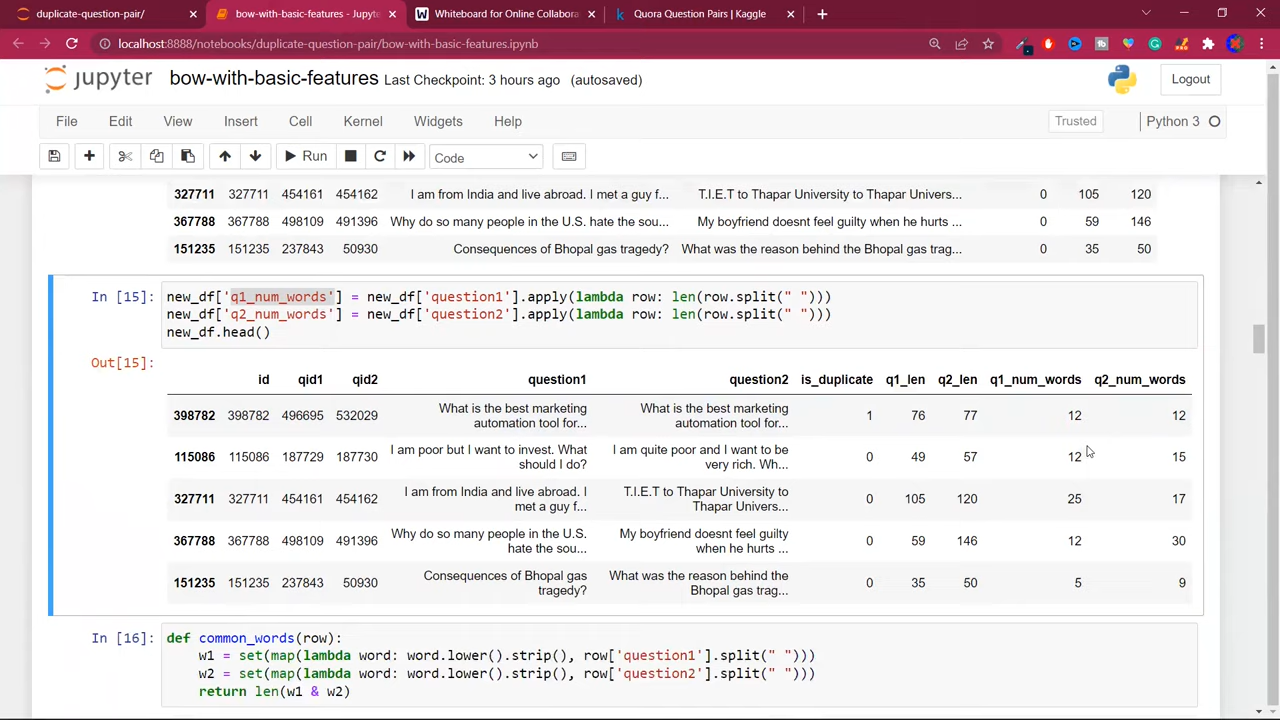 duplicate-question-pair/
bow-with-basic-features - Jupyte
Whiteboard for Online Collabora
Quora Question Pairs | Kaggle
localhost:8888/notebooks/duplicate-question-pair/bow-with-basic-features.ipynb
jupyter bow-with-basic-features Last Checkpoint: 3 hours ago (autosaved)
Logout
File Edit View Insert Cell Kernel Widgets Help Trusted Python 3
Run Code
327711 327711 454161 454162 I am from India and live abroad. I met a guy f... T.I.E.T to Thapar University to Thapar Univers... 0 105 120
367788 367788 498109 491396 Why do so many people in the U.S. hate the sou... My boyfriend doesnt feel guilty when he hurts ... 0 59 146
151235 151235 237843 50930 Consequences of Bhopal gas tragedy? What was the reason behind the Bhopal gas trag... 0 35 50
In [15]: new_df['q1_num_words'] = new_df['question1'].apply(lambda row: len(row.split(" ")))
new_df['q2_num_words'] = new_df['question2'].apply(lambda row: len(row.split(" ")))
new_df.head()
Out[15]:
id qid1 qid2 question1 question2 is_duplicate q1_len q2_len q1_num_words q2_num_words
398782 398782 496695 532029 What is the best marketing automation tool for... What is the best marketing automation tool for... 1 76 77 12 12
115086 115086 187729 187730 I am poor but I want to invest. What should I do? I am quite poor and I want to be very rich. Wh... 0 49 57 12 15
327711 327711 454161 454162 I am from India and live abroad. I met a guy f... T.I.E.T to Thapar University to Thapar Univers... 0 105 120 25 17
367788 367788 498109 491396 Why do so many people in the U.S. hate the sou... My boyfriend doesnt feel guilty when he hurts ... 0 59 146 12 30
151235 151235 237843 50930 Consequences of Bhopal gas tragedy? What was the reason behind the Bhopal gas trag... 0 35 50 5 9
In [16]: def common_words(row):
w1 = set(map(lambda word: word.lower().strip(), row['question1'].split(" ")))
w2 = set(map(lambda word: word.lower().strip(), row['question2'].split(" ")))
return len(w1 & w2)